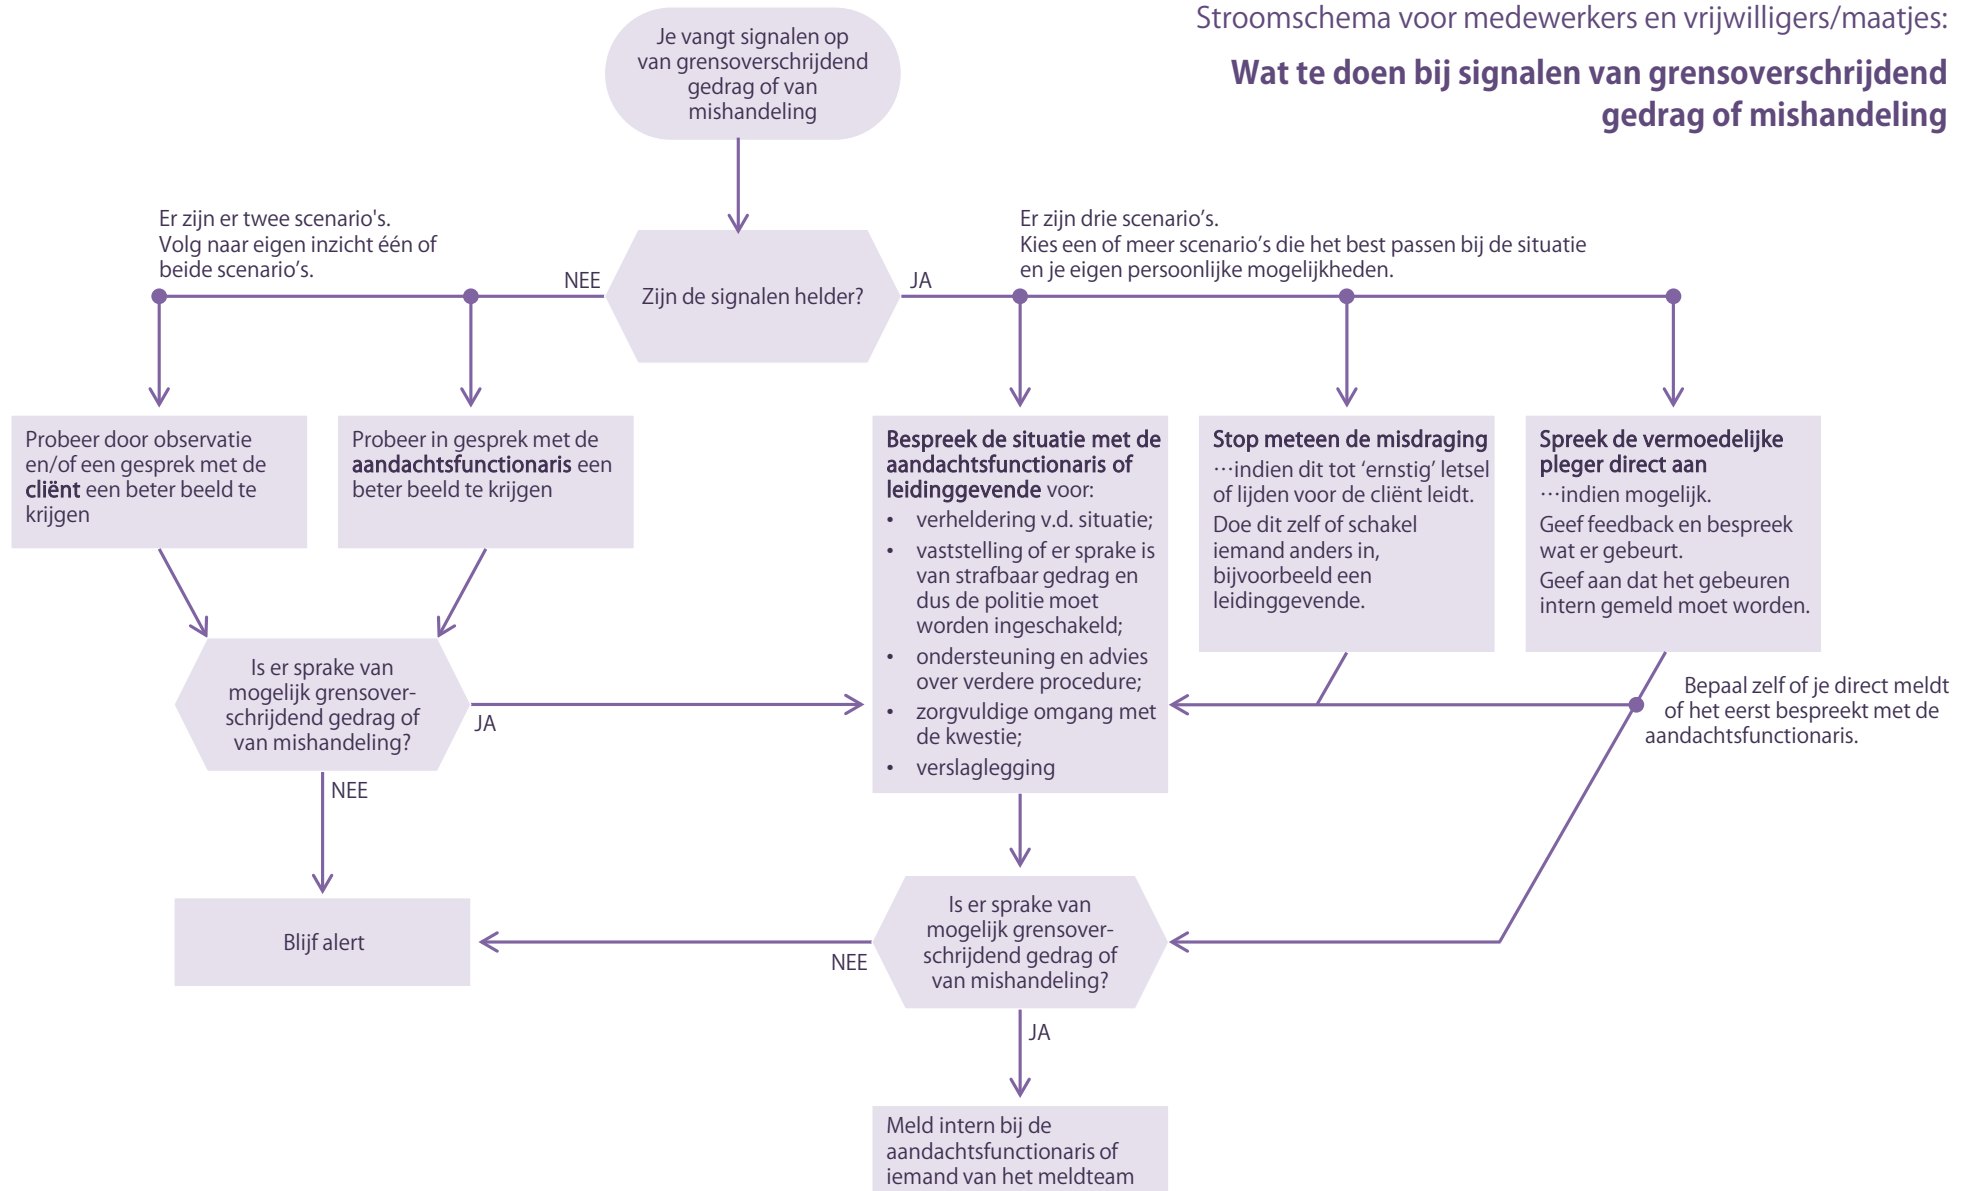 Stroomschema voor medewerkers en vrijwilligers/maatjes:
Wat te doen bij signalen van grensoverschrijdend
gedrag of mishandeling
Je vangt signalen op
van grensoverschrijdend
gedrag of van
mishandeling
Er zijn er twee scenario's.
Volg naar eigen inzicht één of
beide scenario’s.
Er zijn drie scenario’s.
Kies een of meer scenario’s die het best passen bij de situatie
en je eigen persoonlijke mogelijkheden.
NEE
Zijn de signalen helder?
JA
Probeer door observatie
en/of een gesprek met de
cliënt een beter beeld te
krijgen
Probeer in gesprek met de
aandachtsfunctionaris een
beter beeld te krijgen
Bespreek de situatie met de
aandachtsfunctionaris of
leidinggevende voor:
• verheldering v.d. situatie;
• vaststelling of er sprake is
van strafbaar gedrag en
dus de politie moet
worden ingeschakeld;
• ondersteuning en advies
over verdere procedure;
• zorgvuldige omgang met
de kwestie;
• verslaglegging
Stop meteen de misdraging
…indien dit tot ‘ernstig’ letsel
of lijden voor de cliënt leidt.
Doe dit zelf of schakel
iemand anders in,
bijvoorbeeld een
leidinggevende.
Spreek de vermoedelijke
pleger direct aan
…indien mogelijk.
Geef feedback en bespreek
wat er gebeurt.
Geef aan dat het gebeuren
intern gemeld moet worden.
Is er sprake van
mogelijk grensover-
schrijdend gedrag of
van mishandeling?
JA
NEE
Bepaal zelf of je direct meldt
of het eerst bespreekt met de
aandachtsfunctionaris.
Blijf alert
Is er sprake van
mogelijk grensover-
schrijdend gedrag of
van mishandeling?
NEE
JA
Meld intern bij de
aandachtsfunctionaris of
iemand van het meldteam